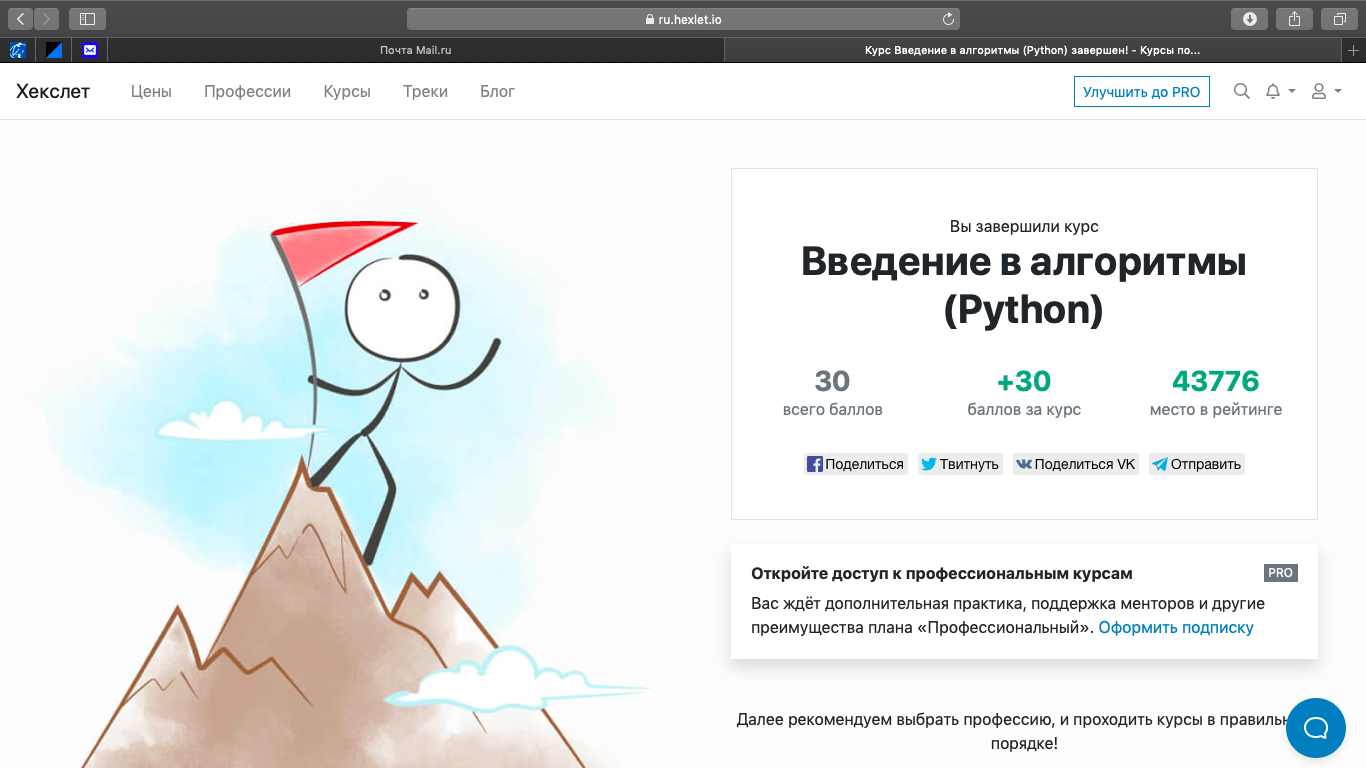 ru.hexlet.io
Почта Mail.ru
Курс Введение в алгоритмы (Python) завершен! - Курсы по...
Хекслет Цены Профессии Курсы Треки Блог Улучшить до PRO
Вы завершили курс
Введение в алгоритмы
(Python)
30 +30 43776
всего баллов баллов за курс место в рейтинге
Поделиться Твитнуть Поделиться VK Отправить
Откройте доступ к профессиональным курсам PRO
Вас ждёт дополнительная практика, поддержка менторов и другие
преимущества плана «Профессиональный». Оформить подписку
Далее рекомендуем выбрать профессию, и проходить курсы в
порядке!